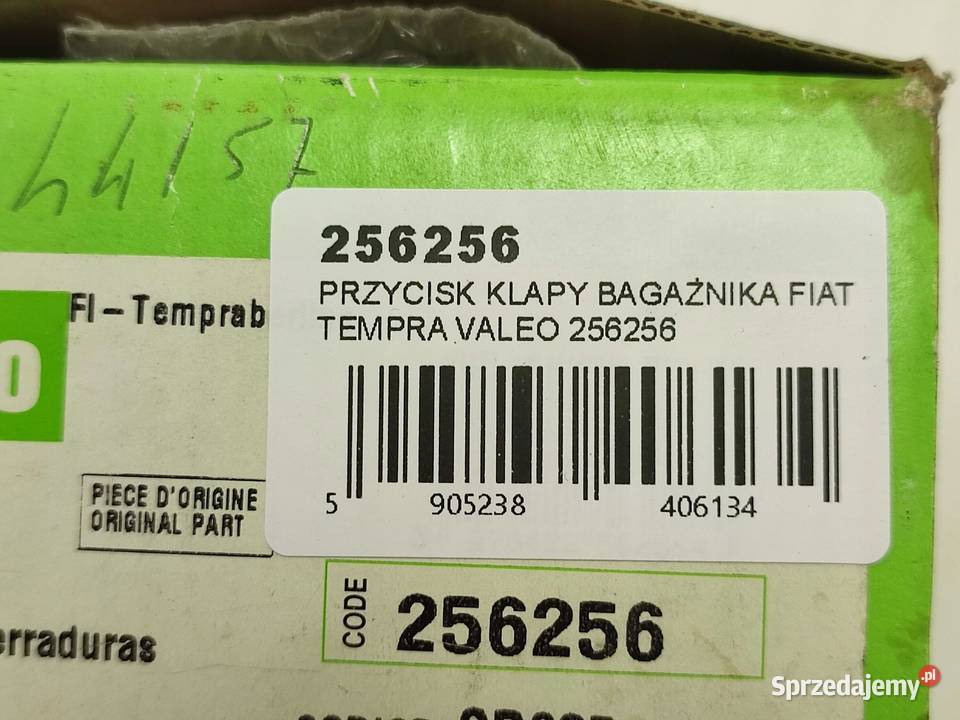 44157
256256
PRZYCISK KLAPY BAGAŻNIKA FIAT
TEMPRA VALEO 256256
FI-Temprab
O
5 905238 406134
PIECE D'ORIGINE
ORIGINAL PART
CODE 256256
erraduras
Sprzedajemy.pl